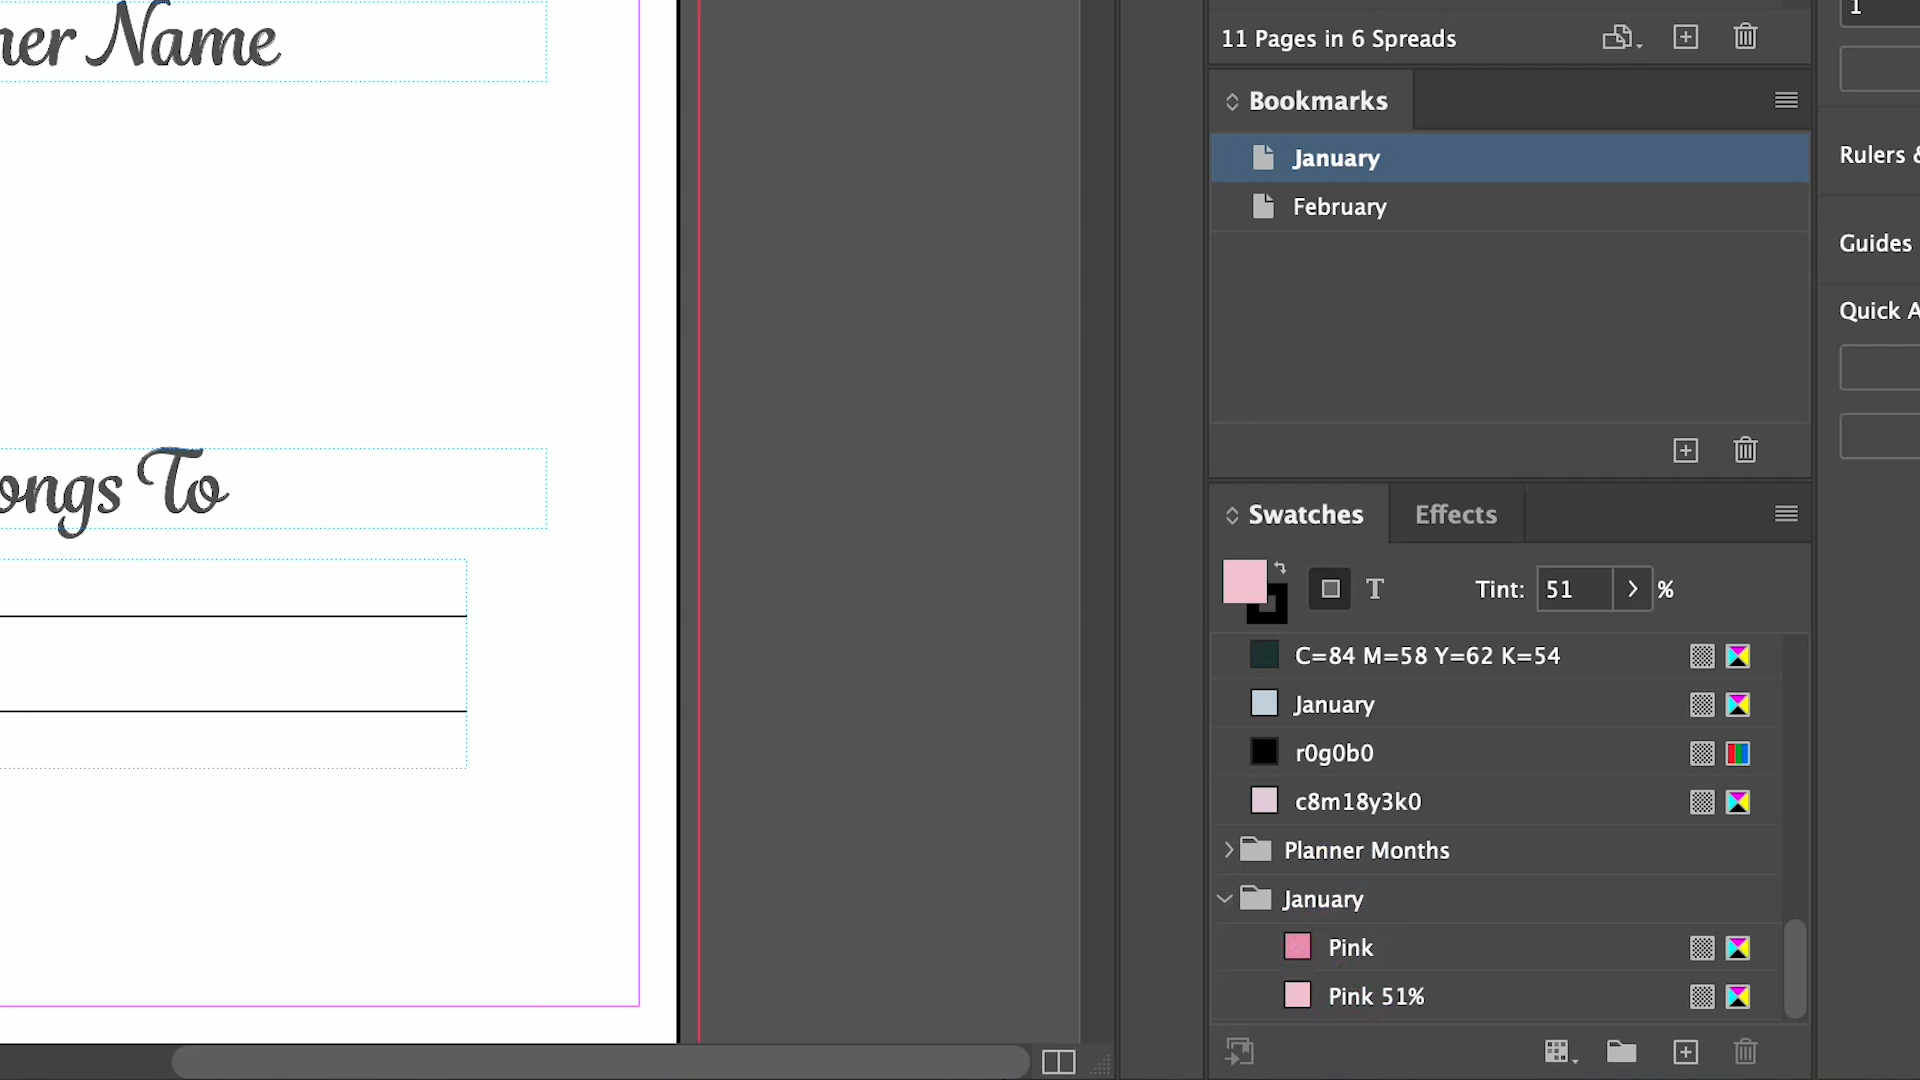 ner Name
ongs To
11 Pages in 6 Spreads
Bookmarks
January
February
Swatches
Effects
T
Tint: 51 %
C=84 M=58 Y=62 K=54
January
r0g0b0
c8m18y3k0
Planner Months
January
Pink
Pink 51%
1
Rulers &
Guides
Quick A